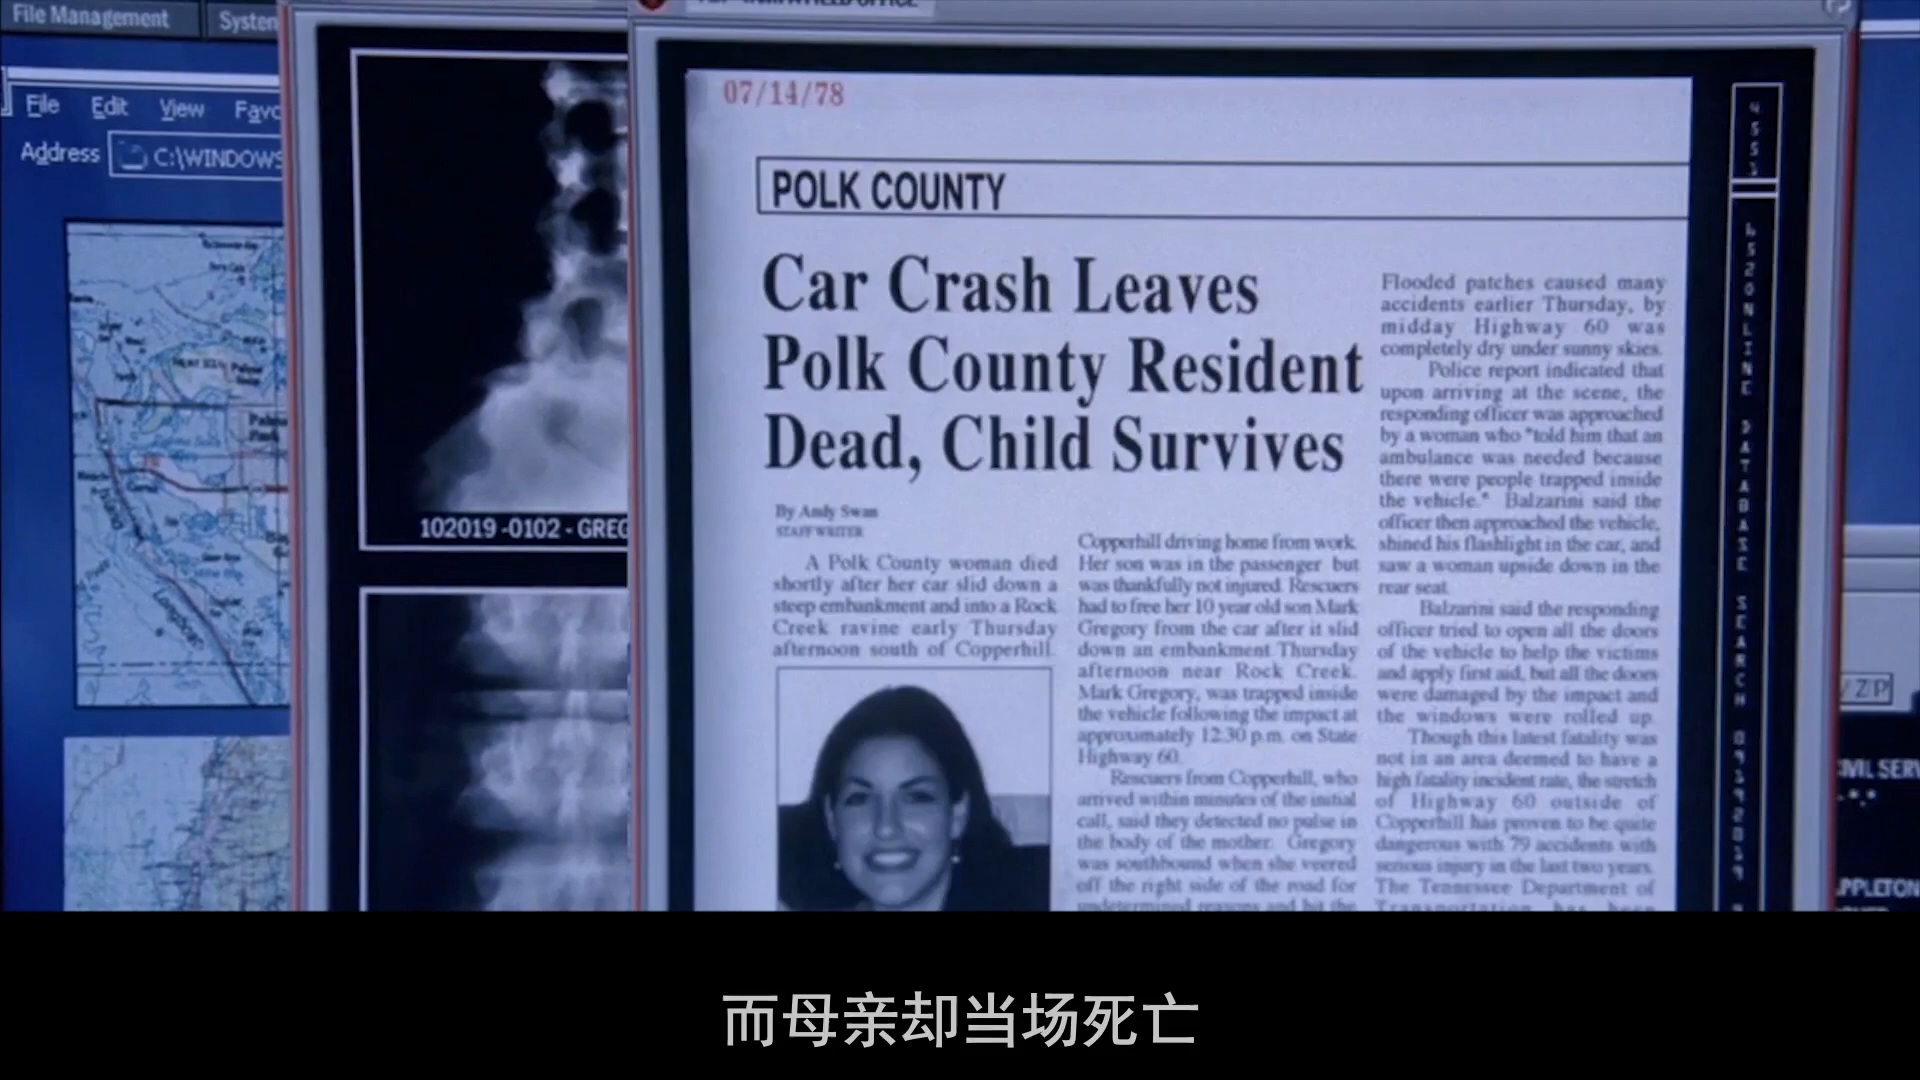 File Management
System
File Edit View Favo
Address C:\WINDOWS
102019 -0102 - GREG
07/14/78
POLK COUNTY
Car Crash Leaves
Polk County Resident
Dead, Child Survives
By Andy Swan
STAFF WRITER
A Polk County woman died
shortly after her car slid down a
steep embankment and into a Rock
Creek ravine early Thursday
afternoon south of Copperhill.
Copperhill driving home from work.
Her son was in the passenger but
was thankfully not injured. Rescuers
had to free her 10 year old son Mark
Gregory from the car after it slid
down an embankment Thursday
afternoon near Rock Creek.
Mark Gregory, was trapped inside
the vehicle following the impact at
approximately 12:30 p.m. on State
Highway 60.
Rescuers from Copperhill, who
arrived within minutes of the initial
call, said they detected no pulse in
the body of the mother. Gregory
was southbound when she veered
off the right side of the road for
undetermined reasons and hit the
Flooded patches caused many
accidents earlier Thursday, by
midday Highway 60 was
completely dry under sunny skies.
Police report indicated that
upon arriving at the scene, the
responding officer was approached
by a woman who "told him that an
ambulance was needed because
there were people trapped inside
the vehicle." Balzarini said the
officer then approached the vehicle,
shined his flashlight in the car, and
saw a woman upside down in the
rear seat.
Balzarini said the responding
officer tried to open all the doors
of the vehicle to help the victims
and apply first aid, but all the doors
were damaged by the impact and
the windows were rolled up.
Though this latest fatality was
not in an area deemed to have a
high fatality incident rate, the stretch
of Highway 60 outside of
Copperhill has proven to be quite
dangerous with 79 accidents with
serious injury in the last two years.
The Tennessee Department of
Transportation has been
ONLINE DATABASE SEARCH
/ ZIP
APPLETON
而母亲却当场死亡